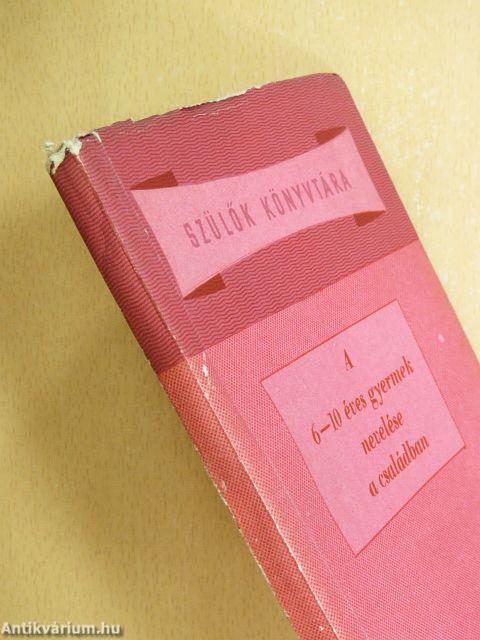 SZÜLŐK KÖNYVTÁRA
A
6–10 éves gyermek
nevelése
a családban
Antikvárium.hu